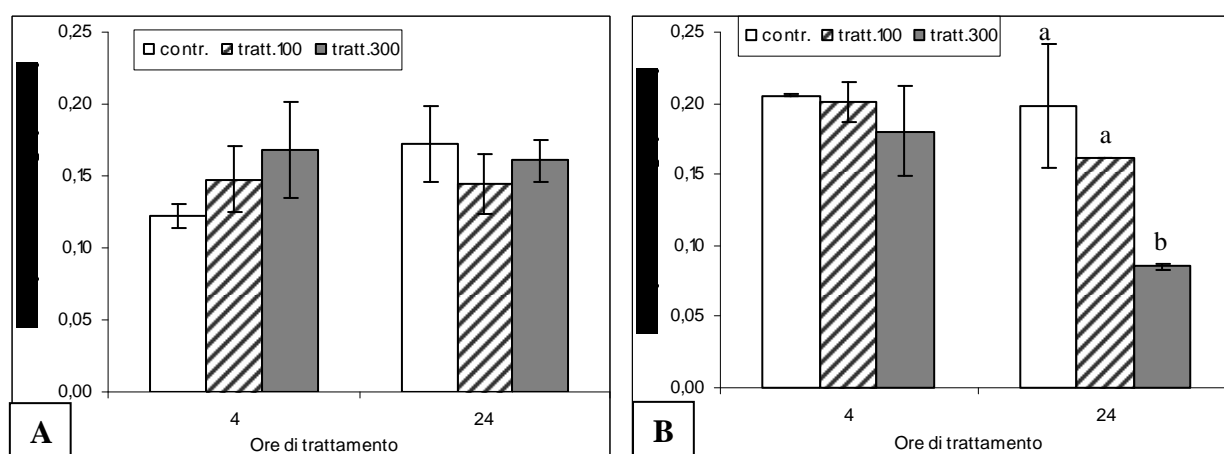 0,25
contr. tratt.100 tratt.300
0,20
0,15
0,10
0,05
0,00
4 24
Ore di trattamento
A
0,25
contr. tratt.100 tratt.300
a
0,20
a
0,15
0,10
b
0,05
0,00
4 24
Ore di trattamento
B